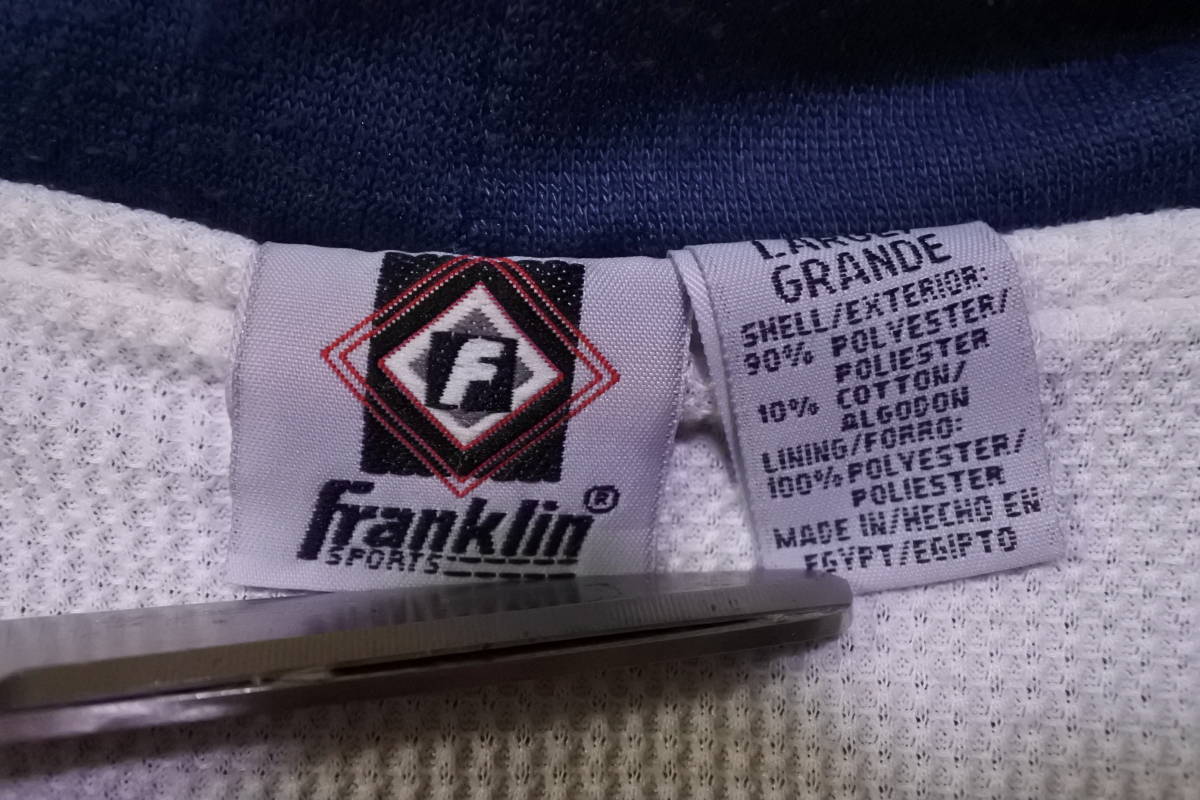 F
Franklin®
SPORTS
LARGE/
GRANDE
SHELL/EXTERIOR:
90% POLYESTER/
POLIESTER
10% COTTON/
ALGODON
LINING/FORRO:
100% POLYESTER/
POLIESTER
MADE IN/HECHO EN
EGYPT/EGIPTO